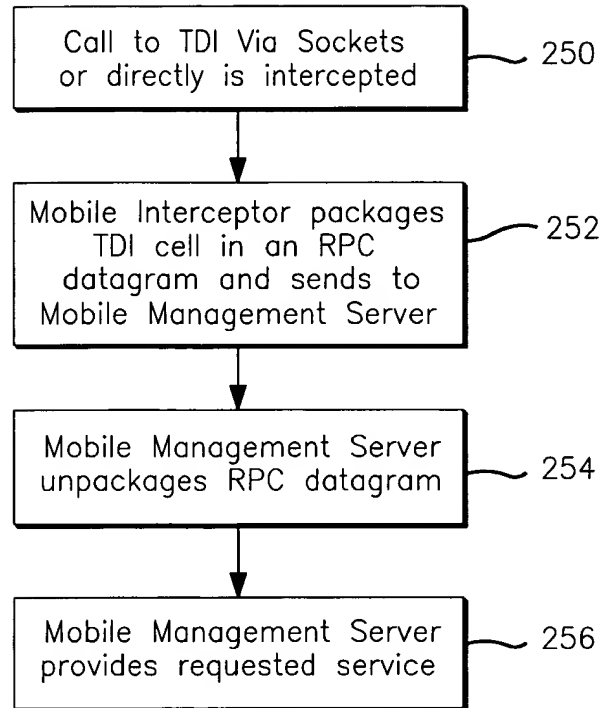 Call to TDI Via Sockets
or directly is intercepted
250
Mobile Interceptor packages
TDI cell in an RPC
datagram and sends to
Mobile Management Server
252
Mobile Management Server
unpackages RPC datagram
254
Mobile Management Server
provides requested service
256